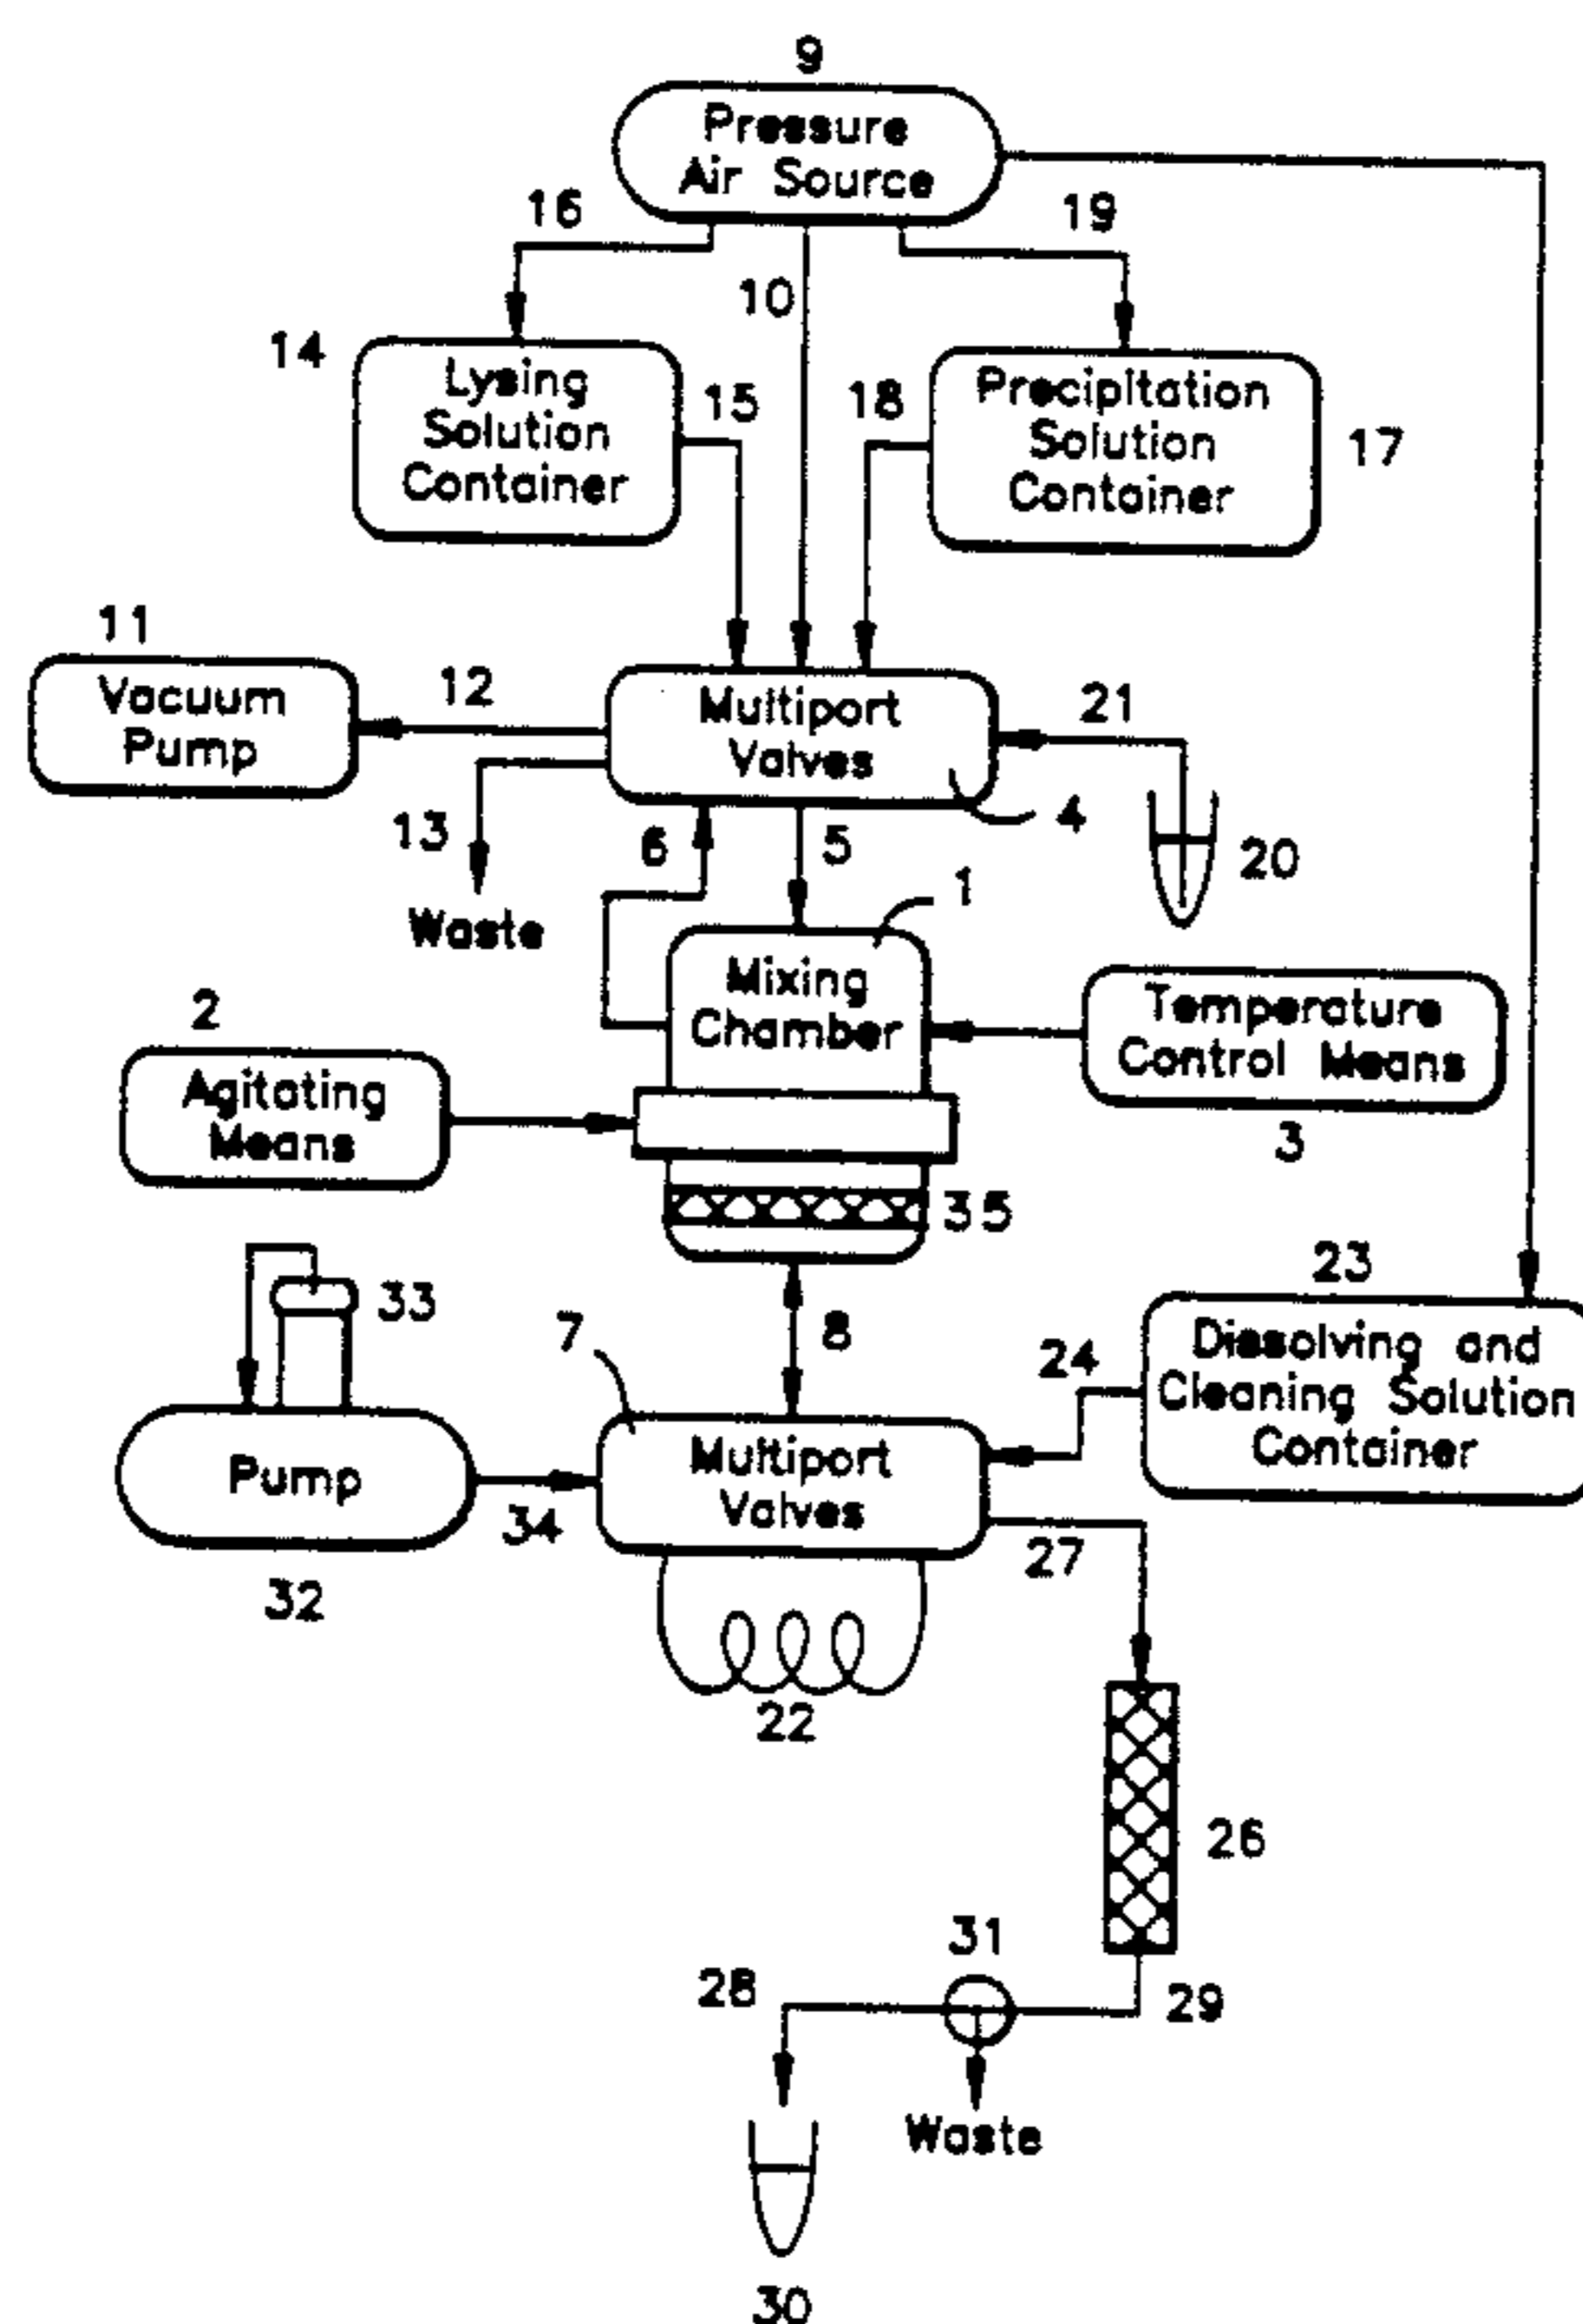 9
Pressure
Air Source
16
19
10
14
Lysing
Solution
Container
15
18
Precipitation
Solution
Container
17
11
Vacuum
Pump
12
Multiport
Valves
21
13
6
5
4
20
Waste
1
Mixing
Chamber
2
Temperature
Control Means
Agitating
Means
3
35
33
7
8
23
24
Dissolving and
Cleaning Solution
Container
Pump
Multiport
Valves
34
27
32
22
26
31
28
29
Waste
30